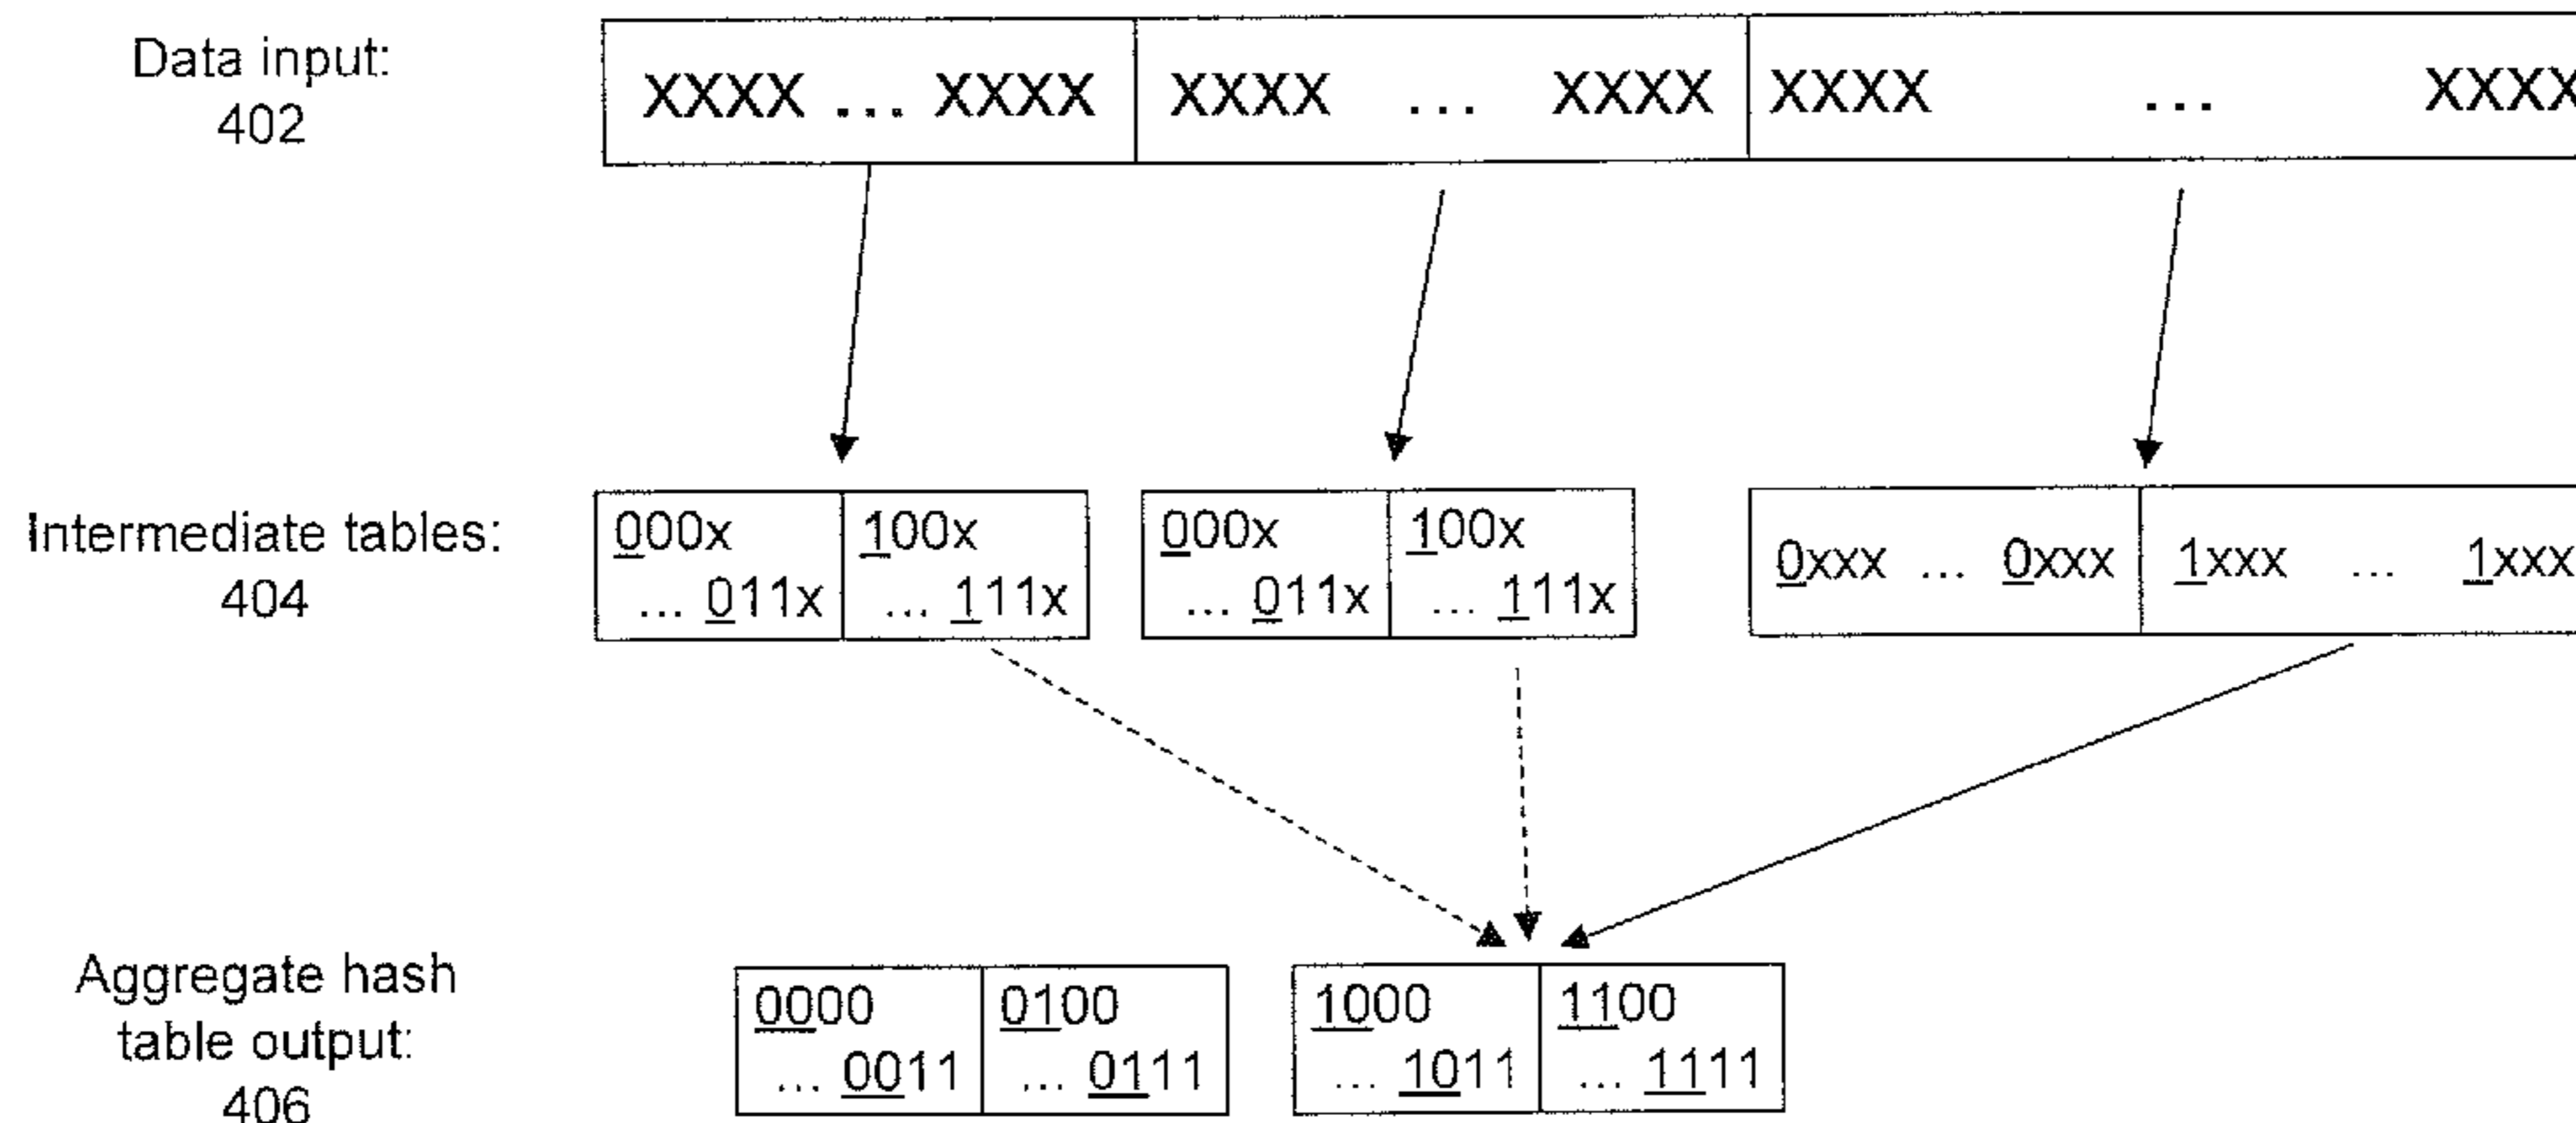 Data input:
402
XXXX ... XXXX XXXX ... XXXX XXXX ... XXXX
Intermediate tables:
404
000x 100x 000x 100x
... 011x ... 111x ... 011x ... 111x
0xxx ... 0xxx 1xxx ... 1xxx
Aggregate hash
table output:
406
0000 0100 1000 1100
... 0011 ... 0111 ... 1011 ... 1111